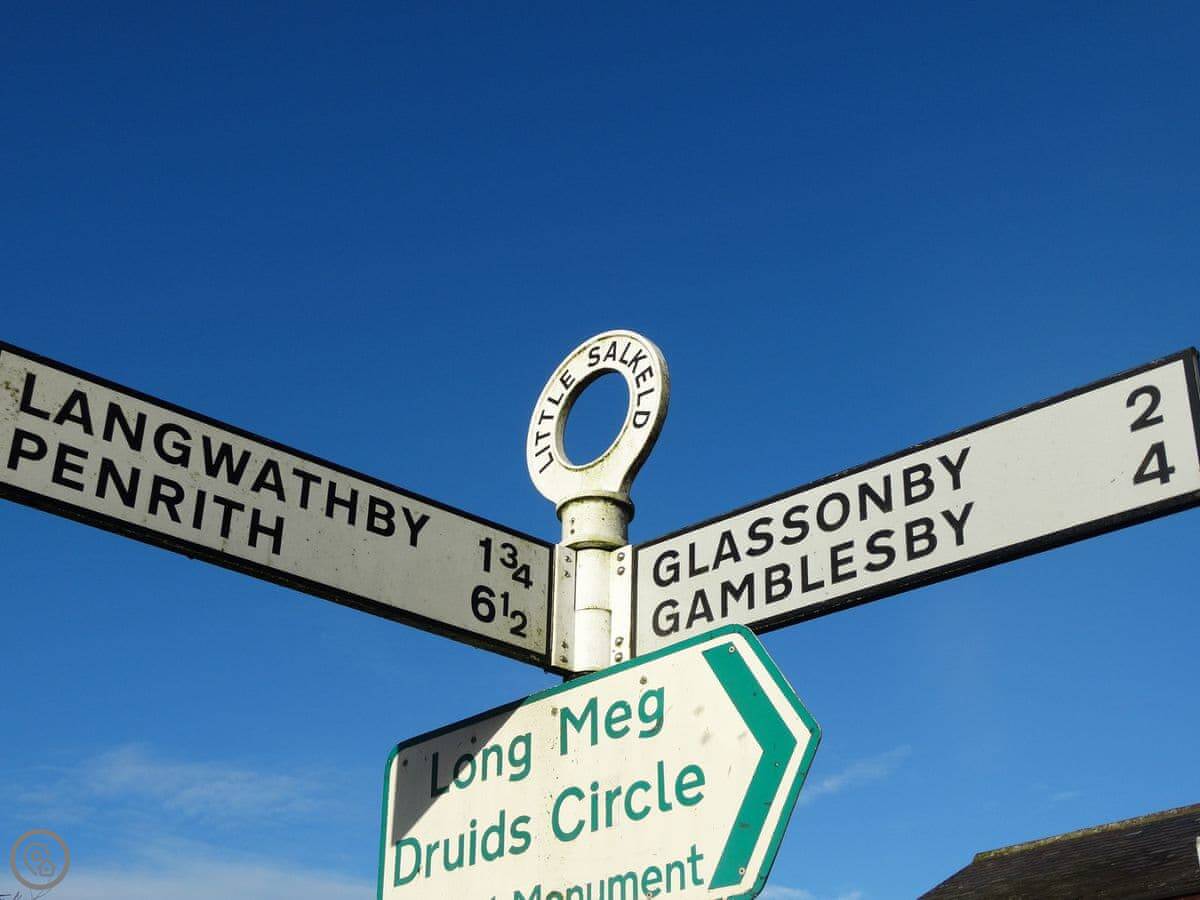 LITTLE SALKELD
LANGWATHBY 1¾
PENRITH 6½
GLASSONBY 2
GAMBLESBY 4
Long Meg
Druids Circle
Monument